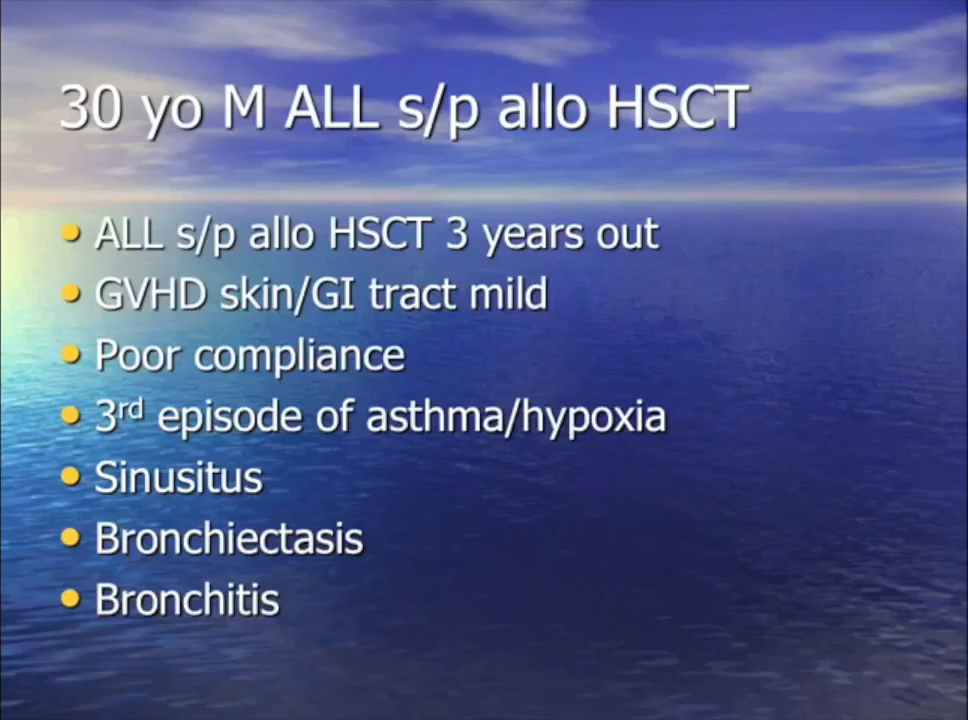 30 yo M ALL s/p allo HSCT
• ALL s/p allo HSCT 3 years out
• GVHD skin/GI tract mild
• Poor compliance
• 3rd episode of asthma/hypoxia
• Sinusitus
• Bronchiectasis
• Bronchitis